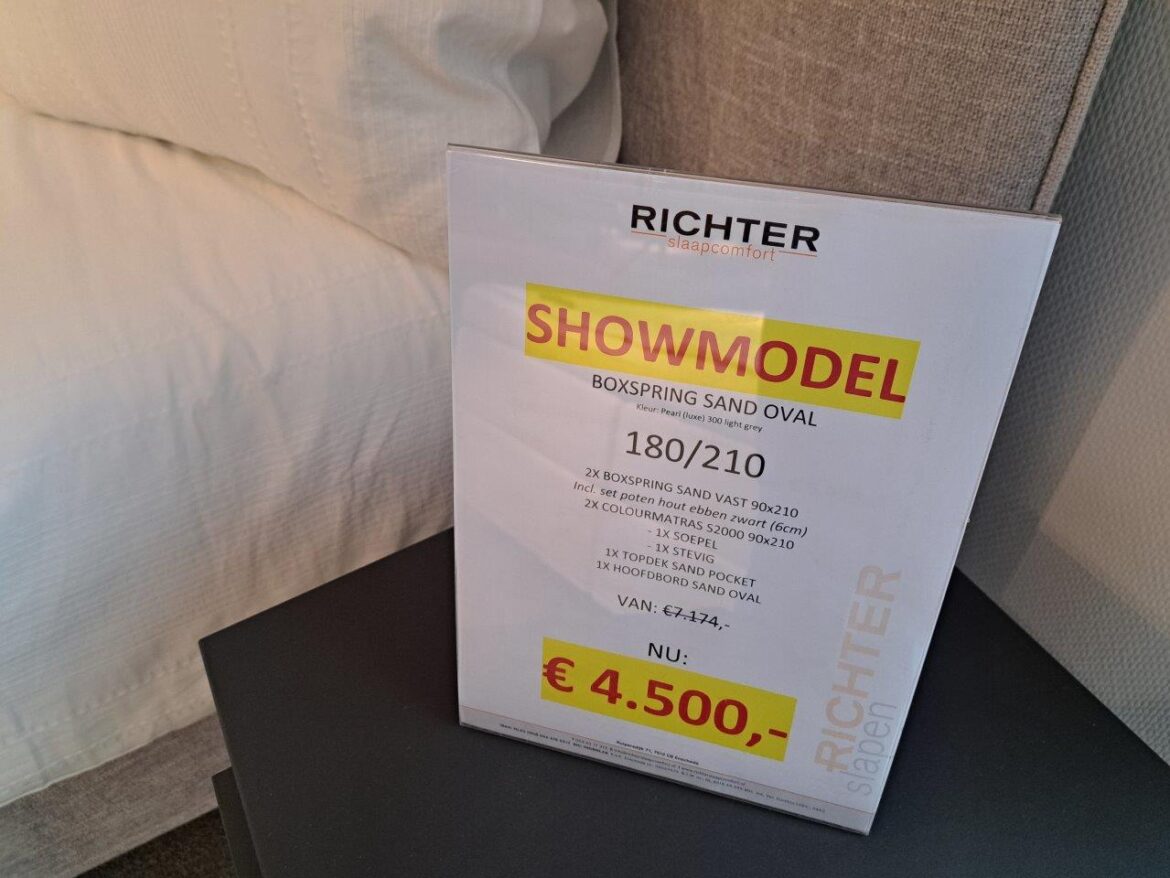 RICHTER
slaapcomfort
SHOWMODEL
BOXSPRING SAND OVAL
Kleur: Pearl (luxe) 300 light grey
180/210
2X BOXSPRING SAND VAST 90x210
Incl. set poten hout ebben zwart (6cm)
2X COLOURMATRAS S2000 90x210
- 1X SOEPEL
- 1X STEVIG
1X TOPDEK SAND POCKET
1X HOOFDBORD SAND OVAL
VAN: €7.174,-
NU:
€ 4.500,-
RICHTER
slapen